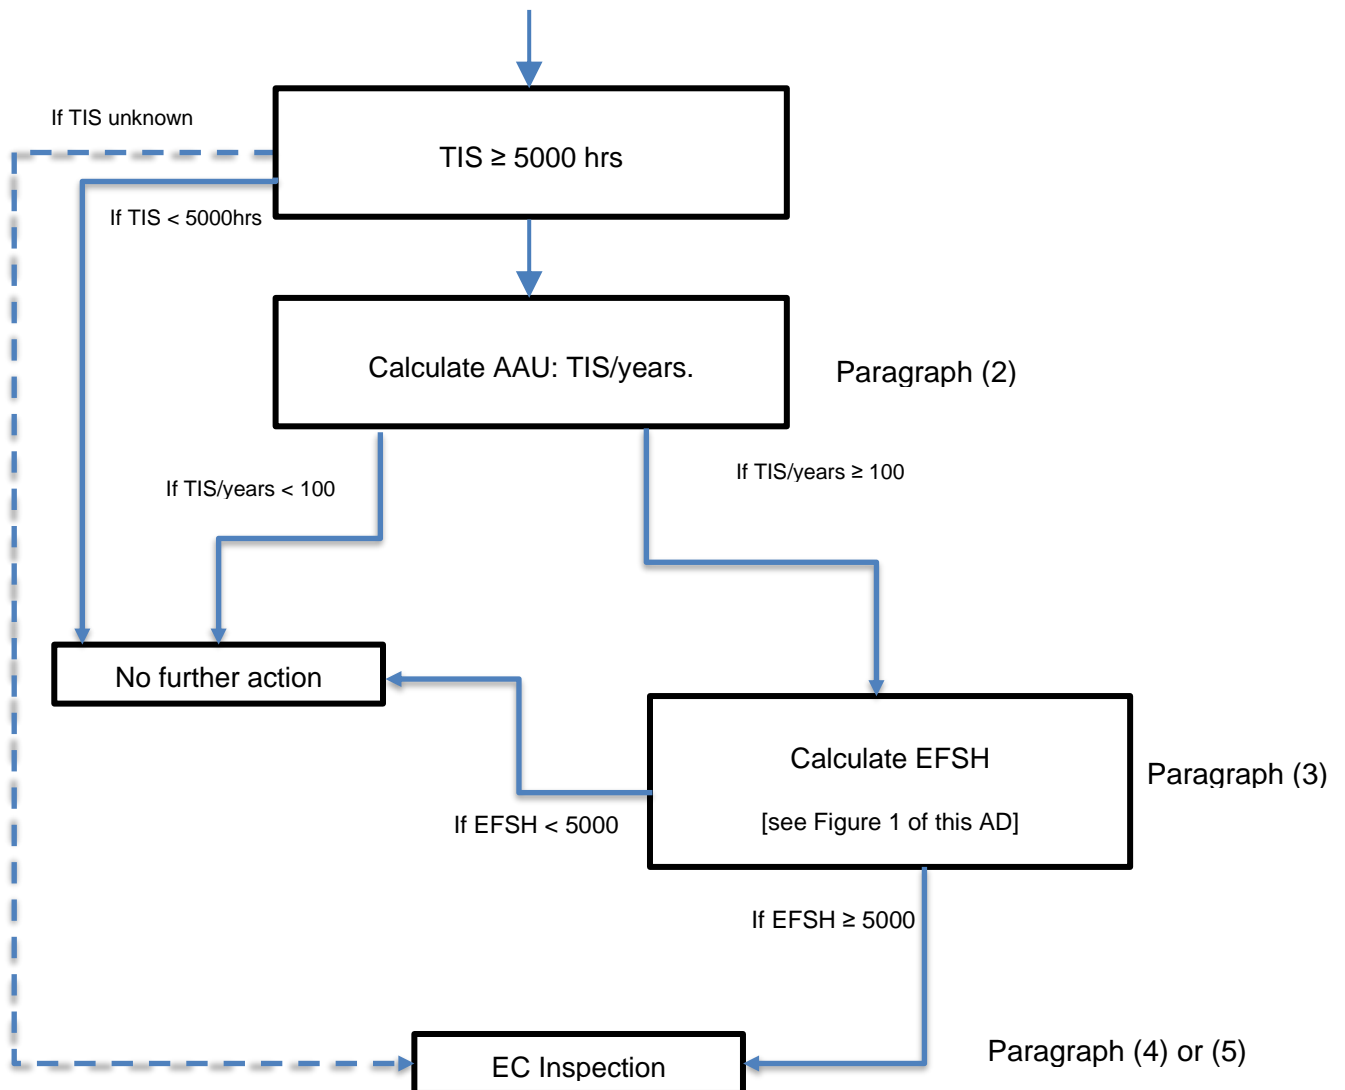 If TIS unknown
TIS ≥ 5000 hrs
If TIS < 5000hrs
Calculate AAU: TIS/years.
Paragraph (2)
If TIS/years < 100
If TIS/years ≥ 100
No further action
Calculate EFSH
Paragraph (3)
[see Figure 1 of this AD]
If EFSH < 5000
If EFSH ≥ 5000
Paragraph (4) or (5)
EC Inspection